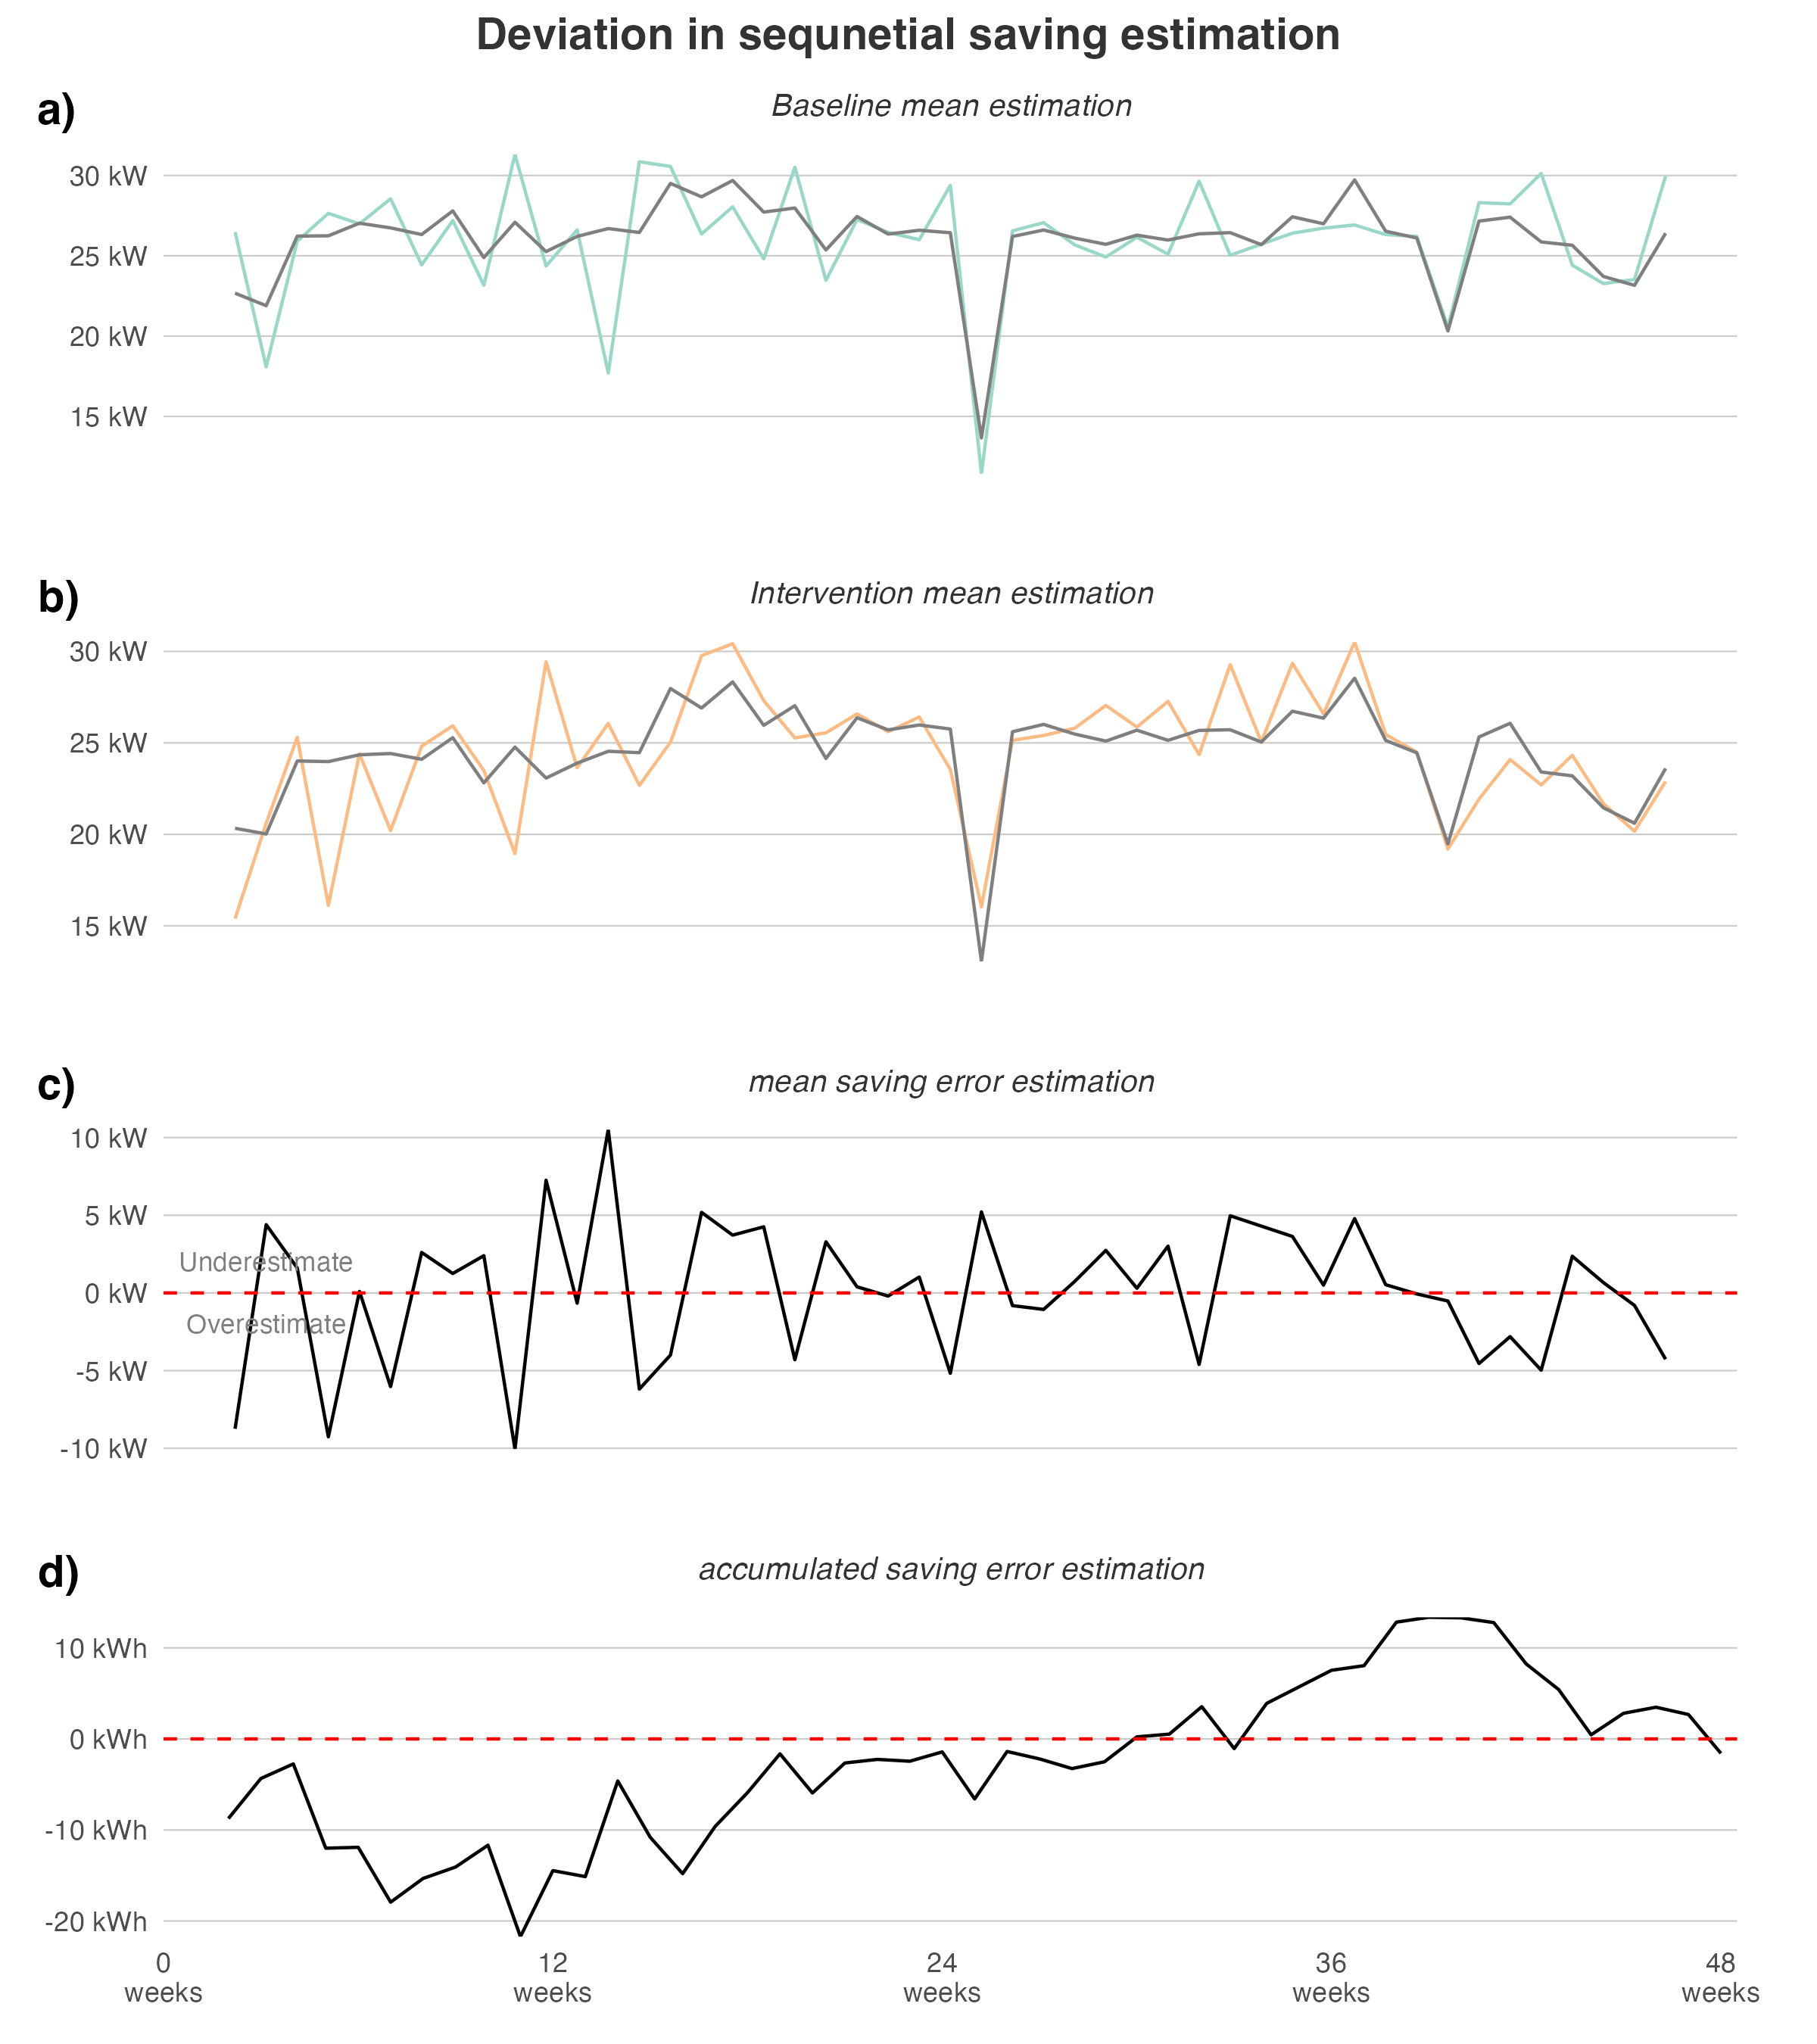 Deviation in sequnetial saving estimation
a)
Baseline mean estimation
30 kW
25 kW
20 kW
15 kW
b)
Intervention mean estimation
30 kW
25 kW
20 kW
15 kW
c)
mean saving error estimation
10 kW
5 kW
Underestimate
0 kW
Overestimate
-5 kW
-10 kW
d)
accumulated saving error estimation
10 kWh
0 kWh
-10 kWh
-20 kWh
0 12 24 36 48
weeks weeks weeks weeks weeks